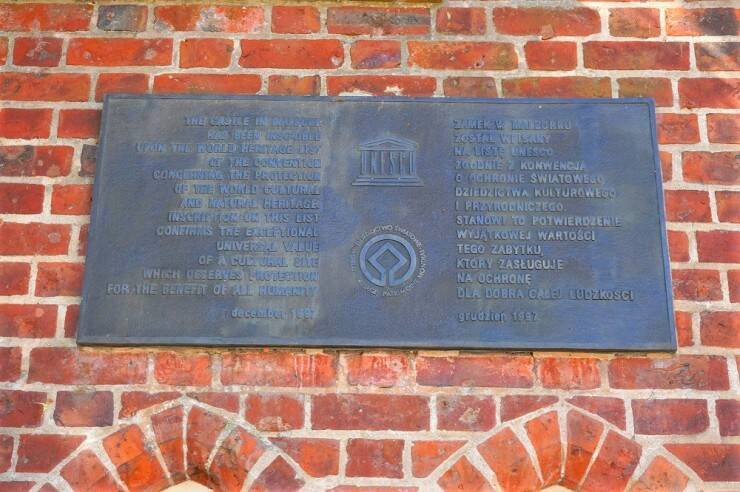 THE CASTLE IN MALBORK
HAS BEEN INSCRIBED
UPON THE WORLD HERITAGE LIST
OF THE CONVENTION
CONCERNING THE PROTECTION
OF THE WORLD CULTURAL
AND NATURAL HERITAGE.
INSCRIPTION ON THIS LIST
CONFIRMS THE EXCEPTIONAL
UNIVERSAL VALUE
OF A CULTURAL SITE
WHICH DESERVES PROTECTION
FOR THE BENEFIT OF ALL HUMANITY
december 1997
UNESCO
ZAMEK W MALBORKU
ZOSTAŁ WPISANY
NA LISTĘ UNESCO
ZGODNIE Z KONWENCJĄ
O OCHRONIE ŚWIATOWEGO
DZIEDZICTWA KULTUROWEGO
I PRZYRODNICZEGO.
STANOWI TO POTWIERDZENIE
WYJĄTKOWEJ WARTOŚCI
TEGO ZABYTKU,
KTÓRY ZASŁUGUJE
NA OCHRONĘ
DLA DOBRA CAŁEJ LUDZKOŚCI
grudzień 1997